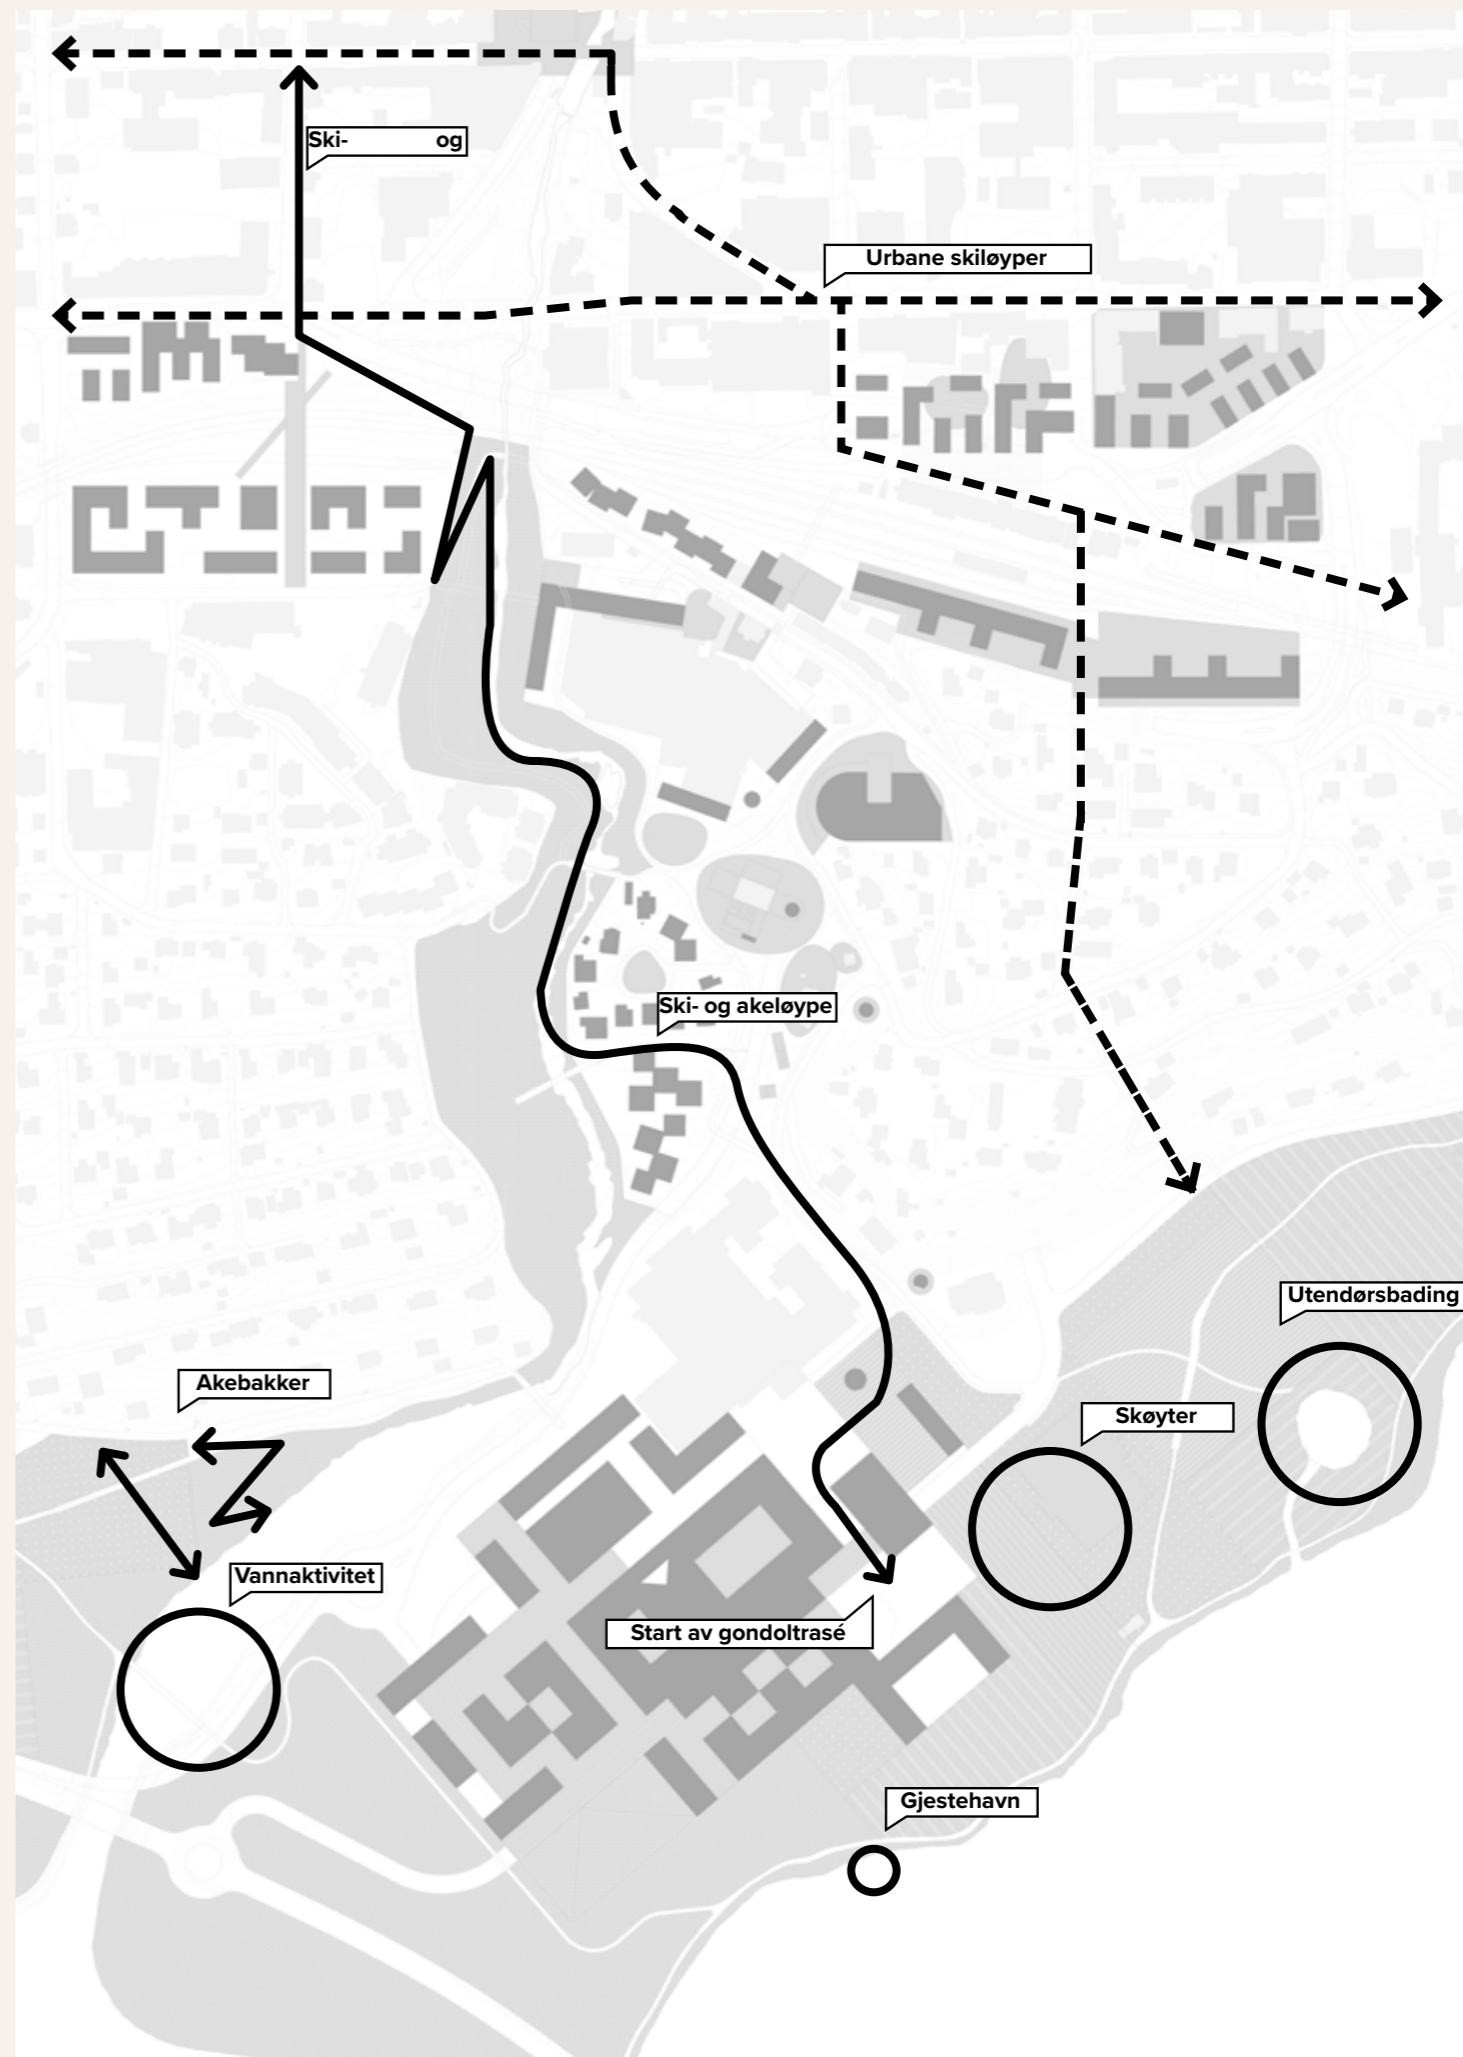 Ski- og
Urbane skiløyper
Ski- og akeløype
Utendørsbading
Akebakker
Skøyter
Vannaktivitet
Start av gondoltrasé
Gjestehavn